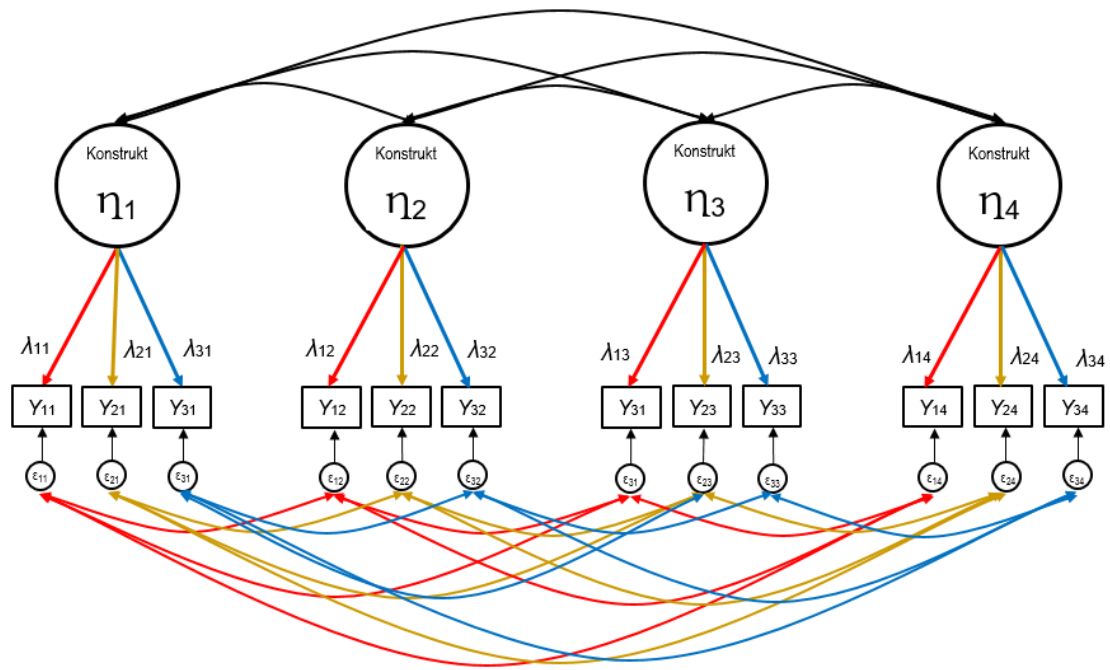 Konstrukt Konstrukt Konstrukt Konstrukt
η1 η2 η3 η4
λ11 λ21 λ31 λ12 λ22 λ32 λ13 λ23 λ33 λ14 λ24 λ34
Y11 Y21 Y31 Y12 Y22 Y32 Y31 Y23 Y33 Y14 Y24 Y34
ε11 ε21 ε31 ε12 ε22 ε32 ε31 ε23 ε33 ε14 ε24 ε34